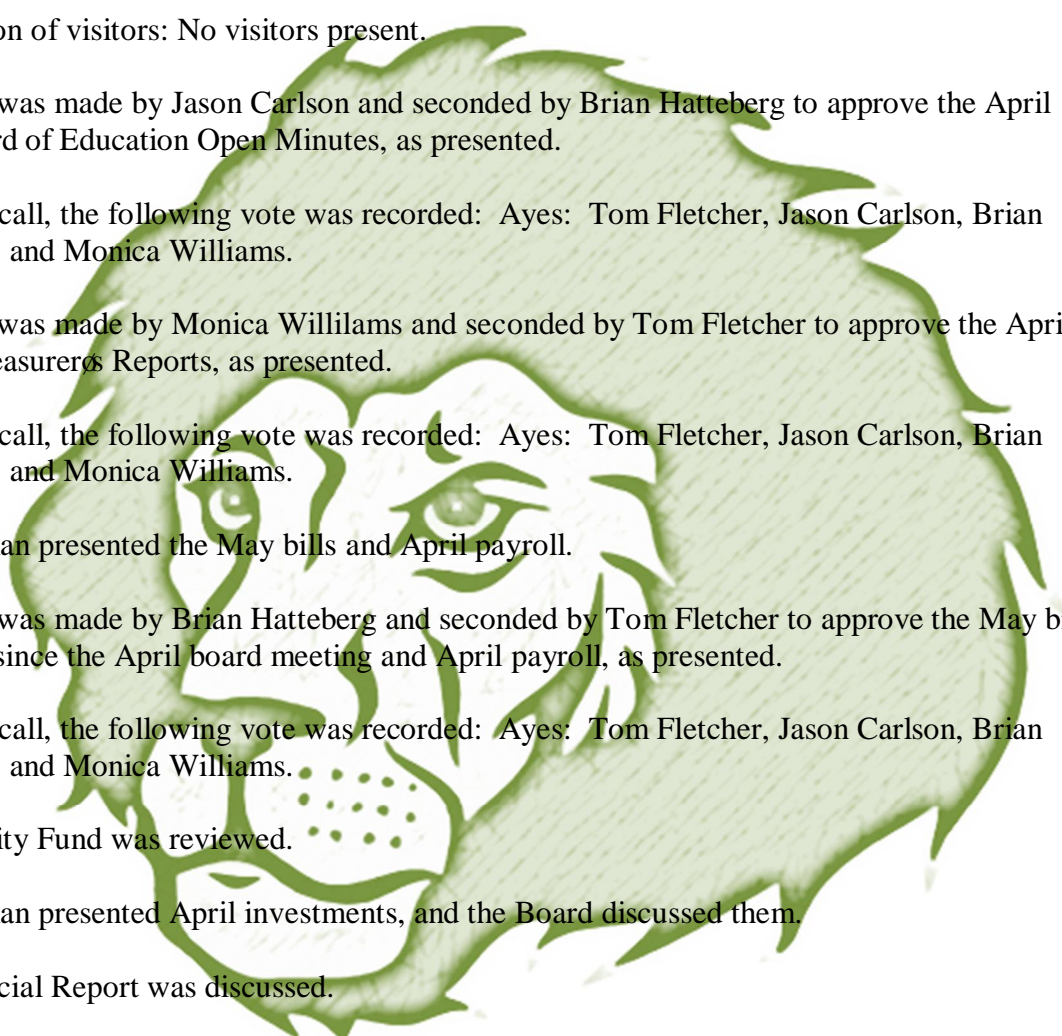 on of visitors: No visitors present.
was made by Jason Carlson and seconded by Brian Hatteberg to approve the April
rd of Education Open Minutes, as presented.
call, the following vote was recorded: Ayes: Tom Fletcher, Jason Carlson, Brian
and Monica Williams.
was made by Monica Willilams and seconded by Tom Fletcher to approve the Apri
easurerøs Reports, as presented.
call, the following vote was recorded: Ayes: Tom Fletcher, Jason Carlson, Brian
and Monica Williams.
an presented the May bills and April payroll.
was made by Brian Hatteberg and seconded by Tom Fletcher to approve the May b
since the April board meeting and April payroll, as presented.
call, the following vote was recorded: Ayes: Tom Fletcher, Jason Carlson, Brian
and Monica Williams.
ity Fund was reviewed.
an presented April investments, and the Board discussed them.
cial Report was discussed.